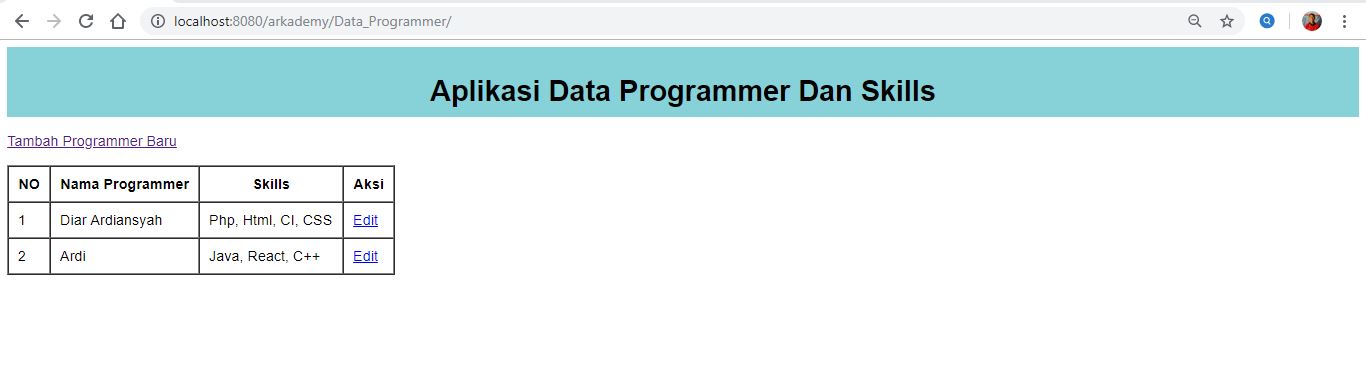 localhost:8080/arkademy/Data_Programmer/
Aplikasi Data Programmer Dan Skills
Tambah Programmer Baru
NO Nama Programmer Skills Aksi
1 Diar Ardiansyah Php, Html, CI, CSS Edit
2 Ardi Java, React, C++ Edit